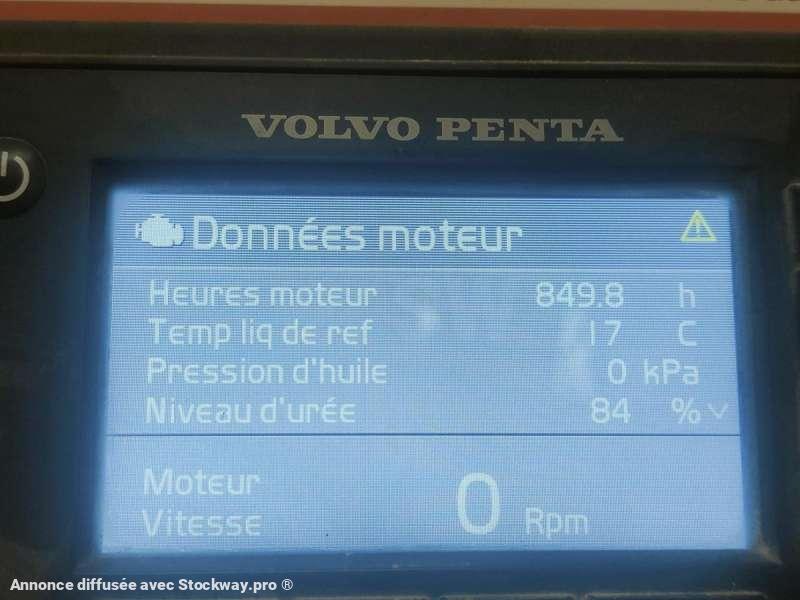 VOLVO PENTA
Données moteur
Heures moteur 849.8 h
Temp liq de ref 17 C
Pression d'huile 0 kPa
Niveau d'urée 84 %
Moteur
Vitesse 0 Rpm
Annonce diffusée avec Stockway.pro ®